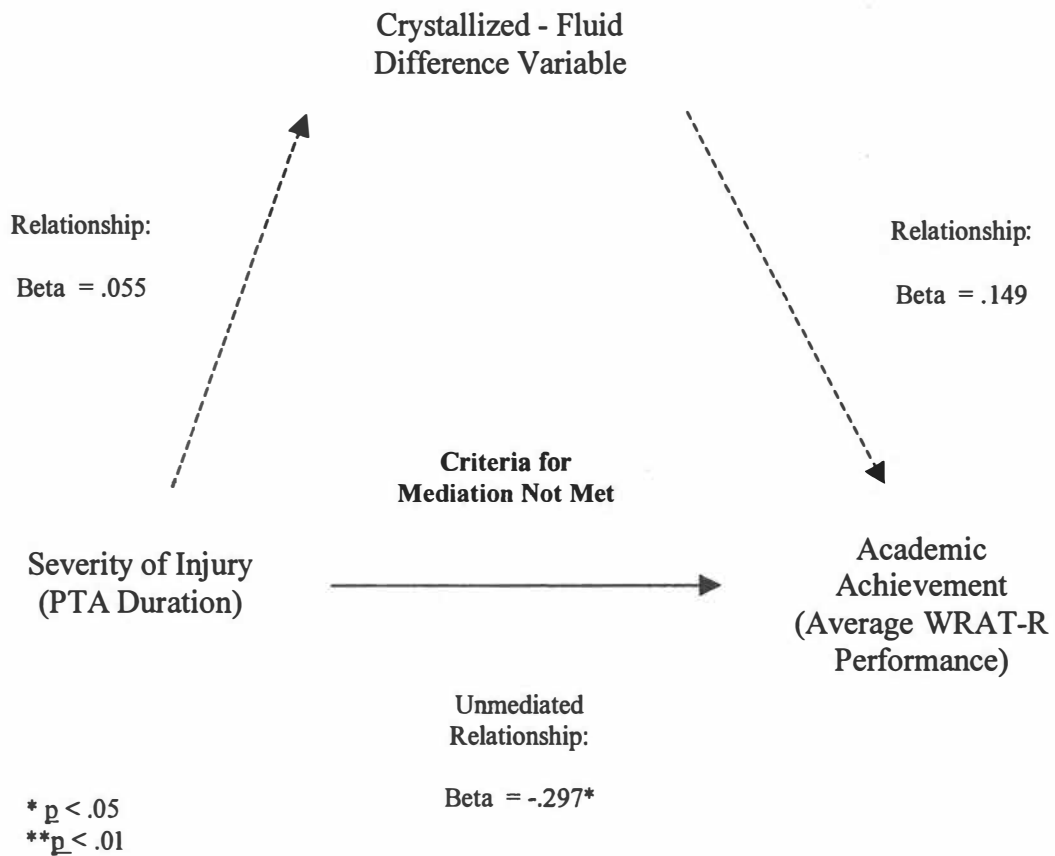 Crystallized - Fluid
Difference Variable
Relationship:
Beta = .055
Relationship:
Beta = .149
Criteria for
Mediation Not Met
Severity of Injury
(PTA Duration)
Academic
Achievement
(Average WRAT-R
Performance)
Unmediated
Relationship:
Beta = -.297*
* p < .05
**p < .01